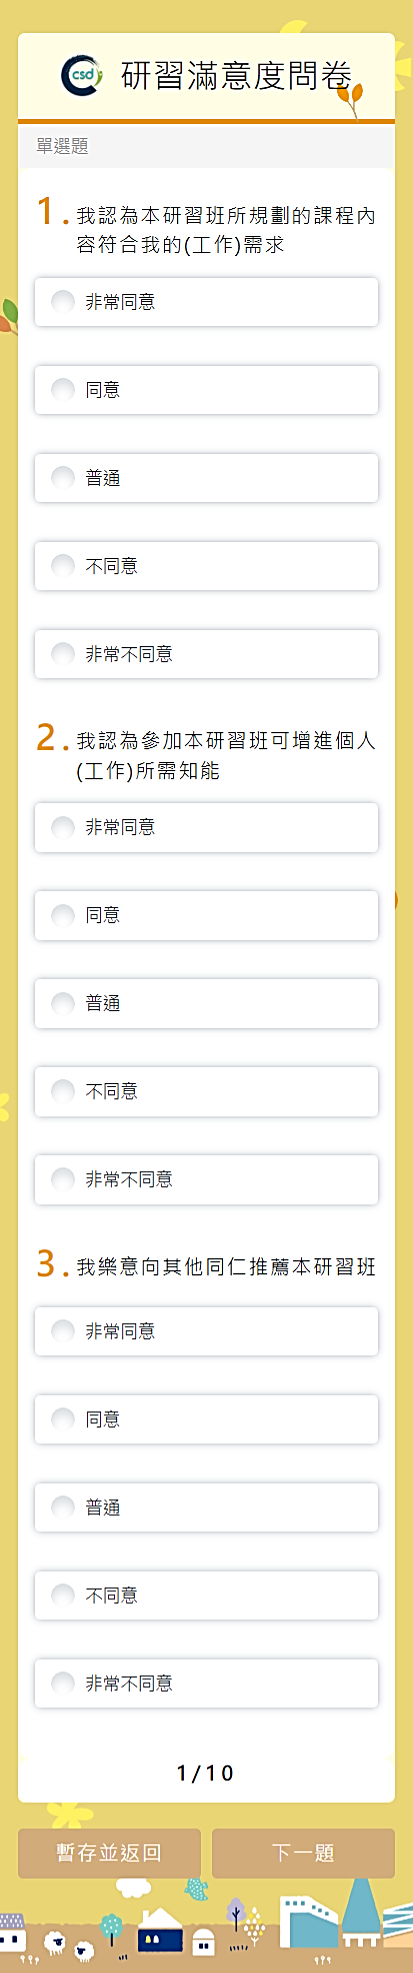 csd 研習滿意度問卷
單選題
1. 我認為本研習班所規劃的課程內
容符合我的(工作)需求
非常同意
同意
普通
不同意
非常不同意
2. 我認為參加本研習班可增進個人
(工作)所需知能
非常同意
同意
普通
不同意
非常不同意
3. 我樂意向其他同仁推薦本研習班
非常同意
同意
普通
不同意
非常不同意
1/10
暫存並返回 下一題